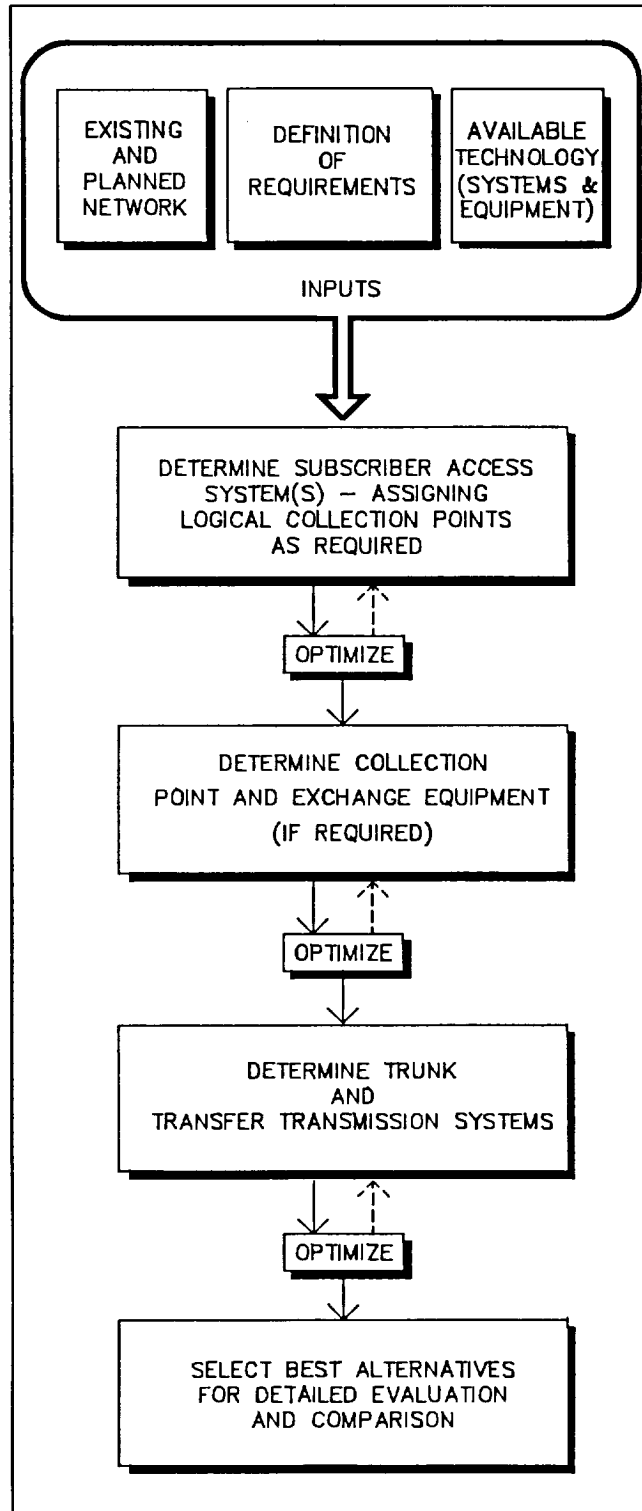 EXISTING
AND
PLANNED
NETWORK
DEFINITION
OF
REQUIREMENTS
AVAILABLE
TECHNOLOGY
(SYSTEMS &
EQUIPMENT)
INPUTS
DETERMINE SUBSCRIBER ACCESS
SYSTEM(S) – ASSIGNING
LOGICAL COLLECTION POINTS
AS REQUIRED
OPTIMIZE
DETERMINE COLLECTION
POINT AND EXCHANGE EQUIPMENT
(IF REQUIRED)
OPTIMIZE
DETERMINE TRUNK
AND
TRANSFER TRANSMISSION SYSTEMS
OPTIMIZE
SELECT BEST ALTERNATIVES
FOR DETAILED EVALUATION
AND COMPARISON